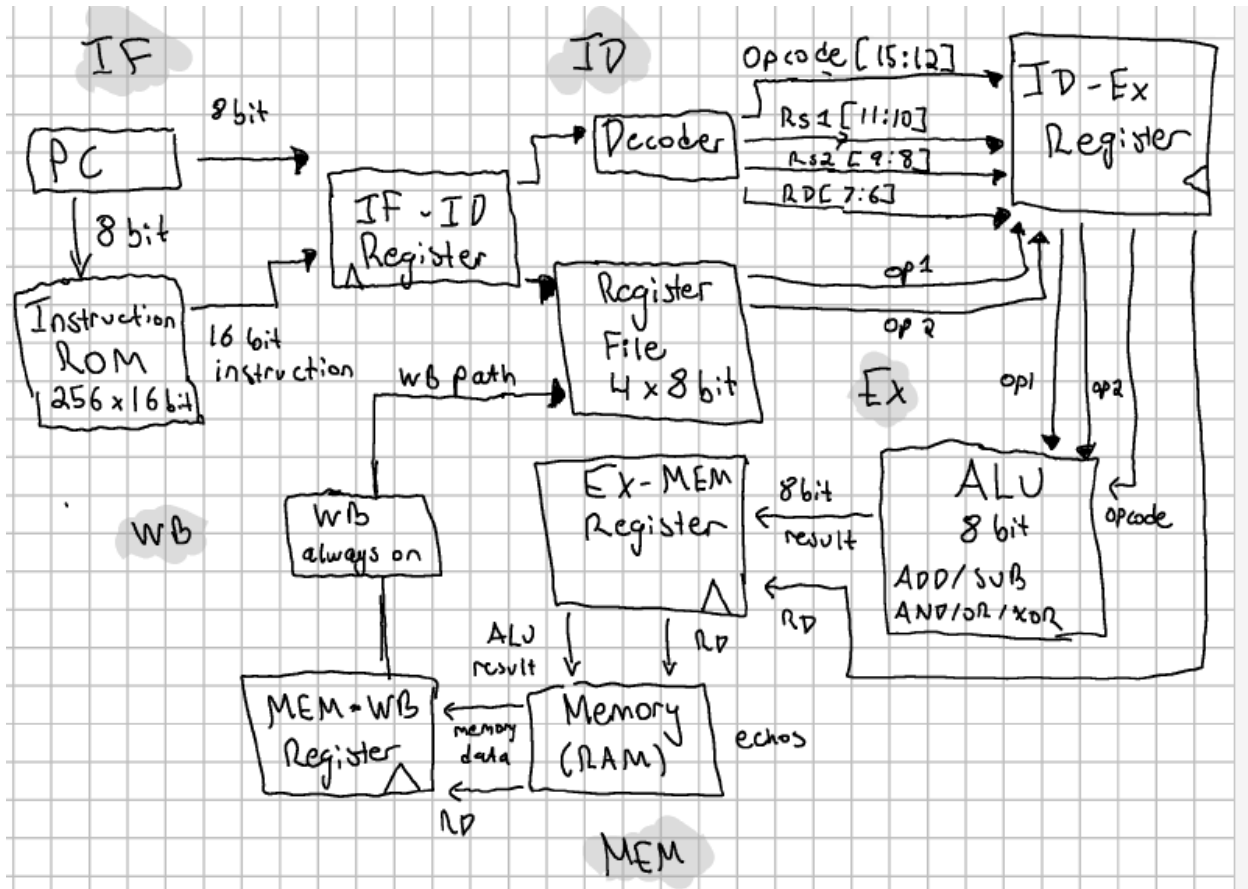 IF
ID
8 bit
PC
8 bit
IF - ID
Register
Instruction
ROM
256 x 16 bit
16 bit
instruction
Decoder
Opcode [15:12]
Rs1 [11:10]
Rs2 [9:8]
RD[7:6]
ID - Ex
Register
Register
File
4 x 8 bit
op1
op2
WB path
Ex
op1
op2
opcode
ALU
8 bit
ADD/SUB
AND/OR/XOR
8 bit
result
RD
Ex-MEM
Register
WB
WB
always on
ALU
result
RD
Memory
(RAM)
echos
memory
data
RD
MEM-WB
Register
MEM